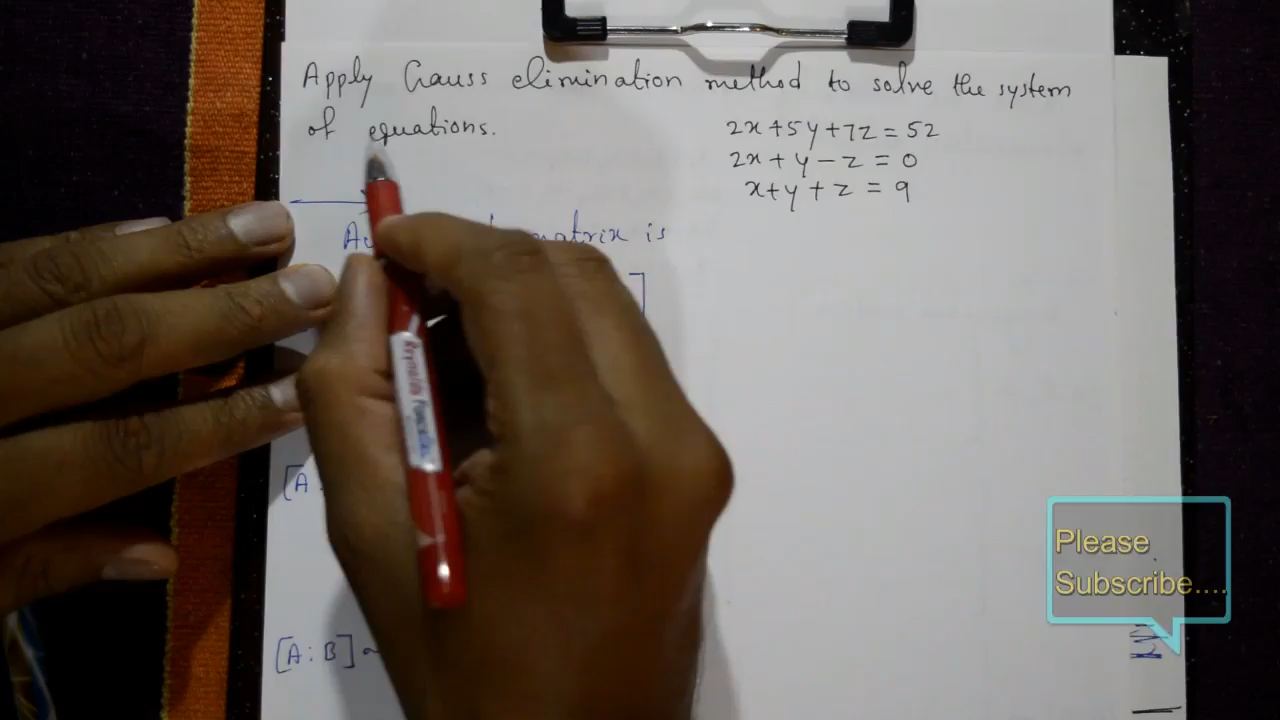 Apply Gauss elimination method to solve the system
of equations.
2x+5y+7z=52
2x+y-z=0
x+y+z=9
matrix is
[A:
[A:B]~
Reynolds
Please
Subscribe....